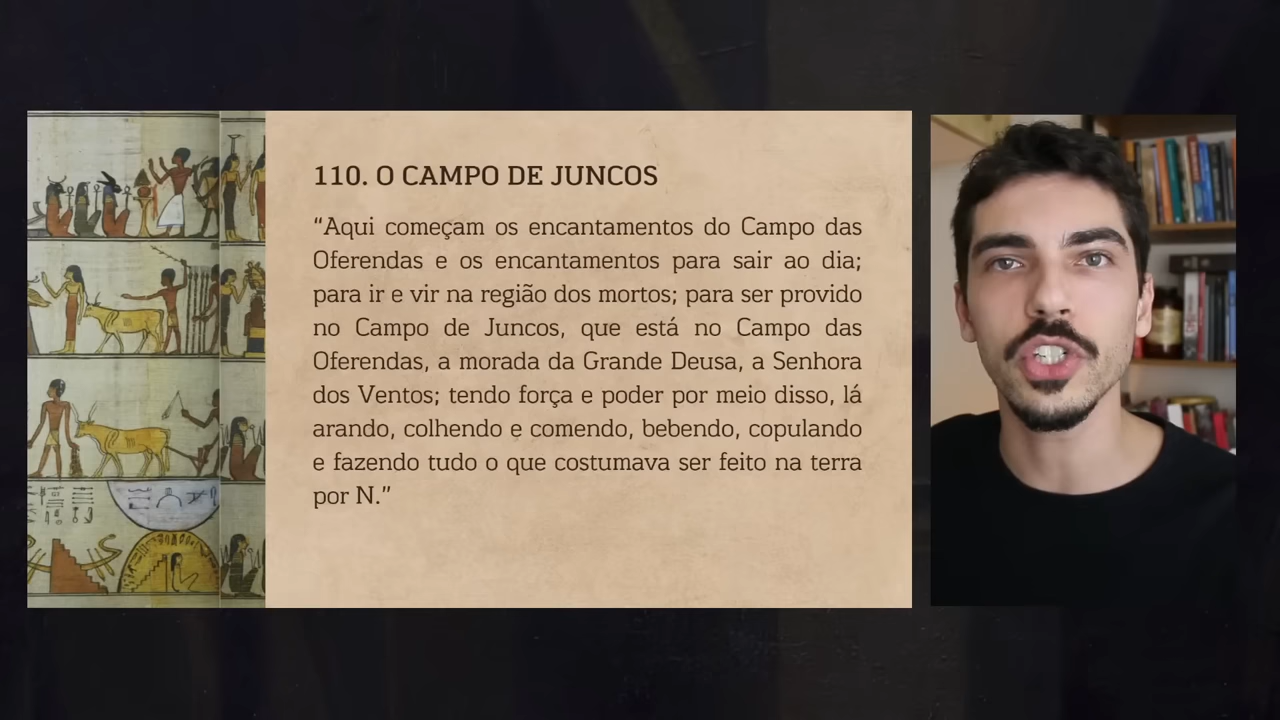 110. O CAMPO DE JUNCOS
“Aqui começam os encantamentos do Campo das
Oferendas e os encantamentos para sair ao dia;
para ir e vir na região dos mortos; para ser provido
no Campo de Juncos, que está no Campo das
Oferendas, a morada da Grande Deusa, a Senhora
dos Ventos; tendo força e poder por meio disso, lá
arando, colhendo e comendo, bebendo, copulando
e fazendo tudo o que costumava ser feito na terra
por N.”